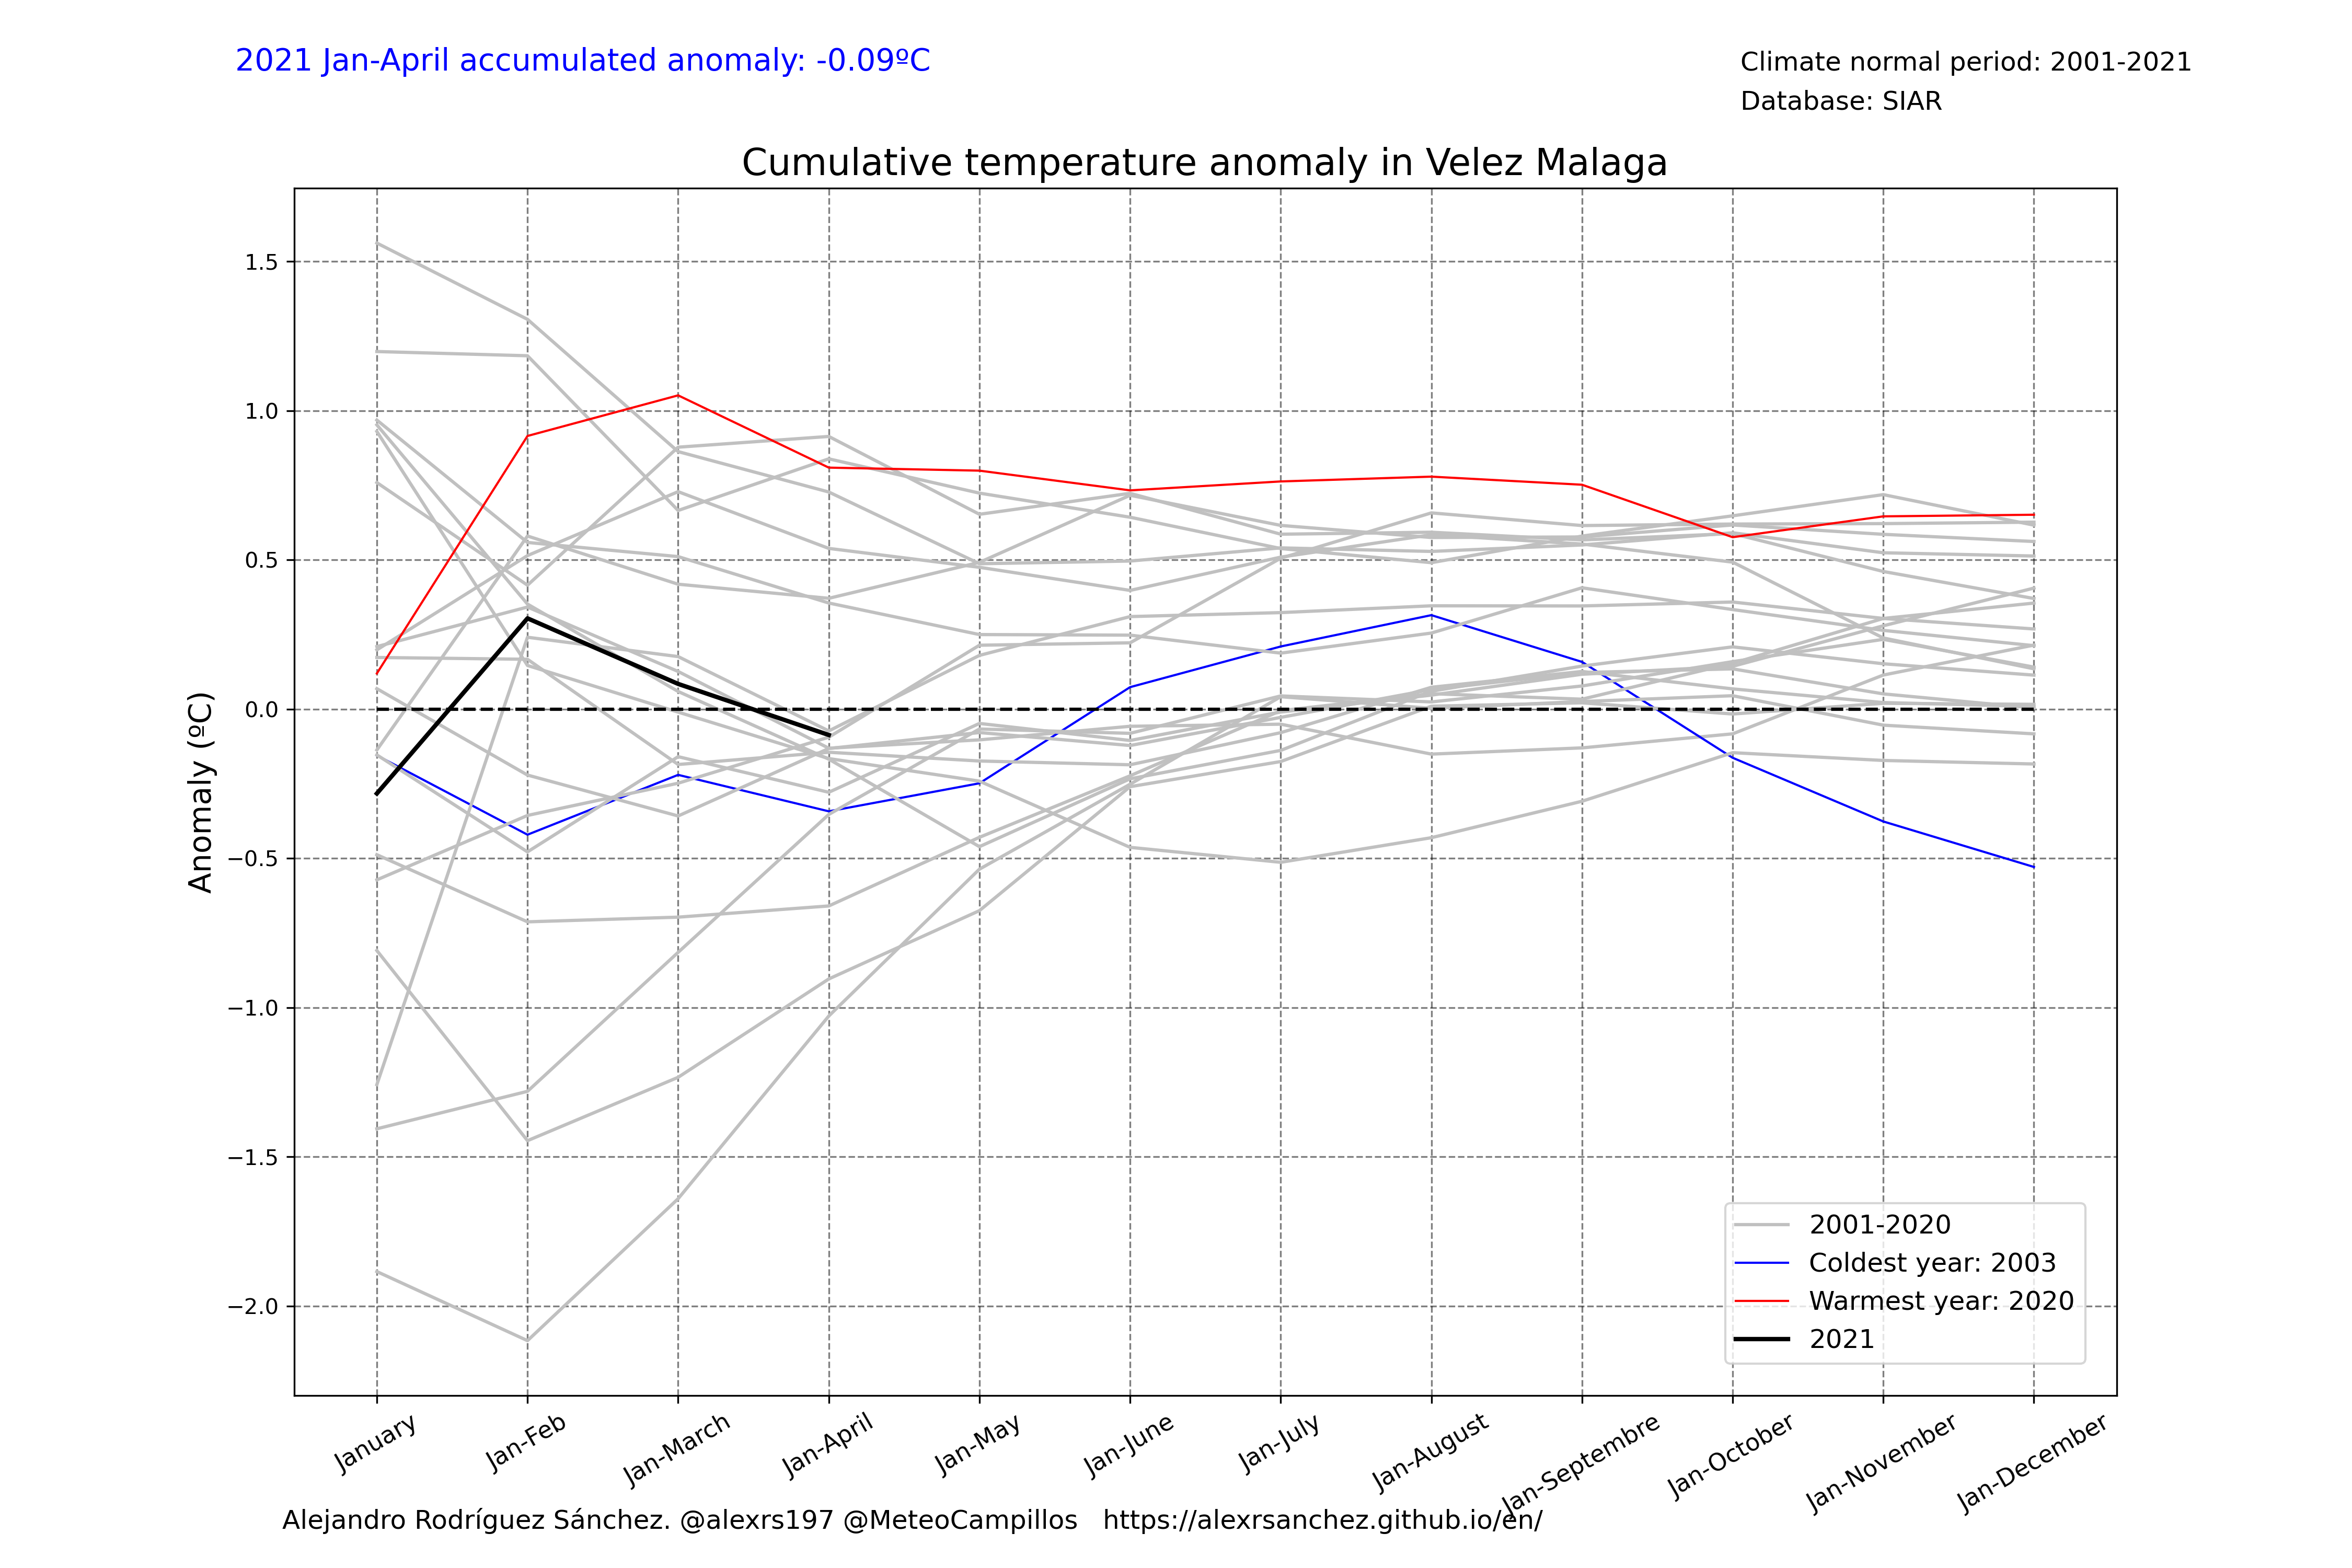 2021 Jan-April accumulated anomaly: -0.09ºC
Climate normal period: 2001-2021
Database: SIAR
Cumulative temperature anomaly in Velez Malaga
Anomaly (ºC)
1.5
1.0
0.5
0.0
−0.5
−1.0
−1.5
−2.0
2001-2020
Coldest year: 2003
Warmest year: 2020
2021
January
Jan-Feb
Jan-March
Jan-April
Jan-May
Jan-June
Jan-July
Jan-August
Jan-Septembre
Jan-October
Jan-November
Jan-December
Alejandro Rodríguez Sánchez. @alexrs197 @MeteoCampillos   https://alexrsanchez.github.io/en/